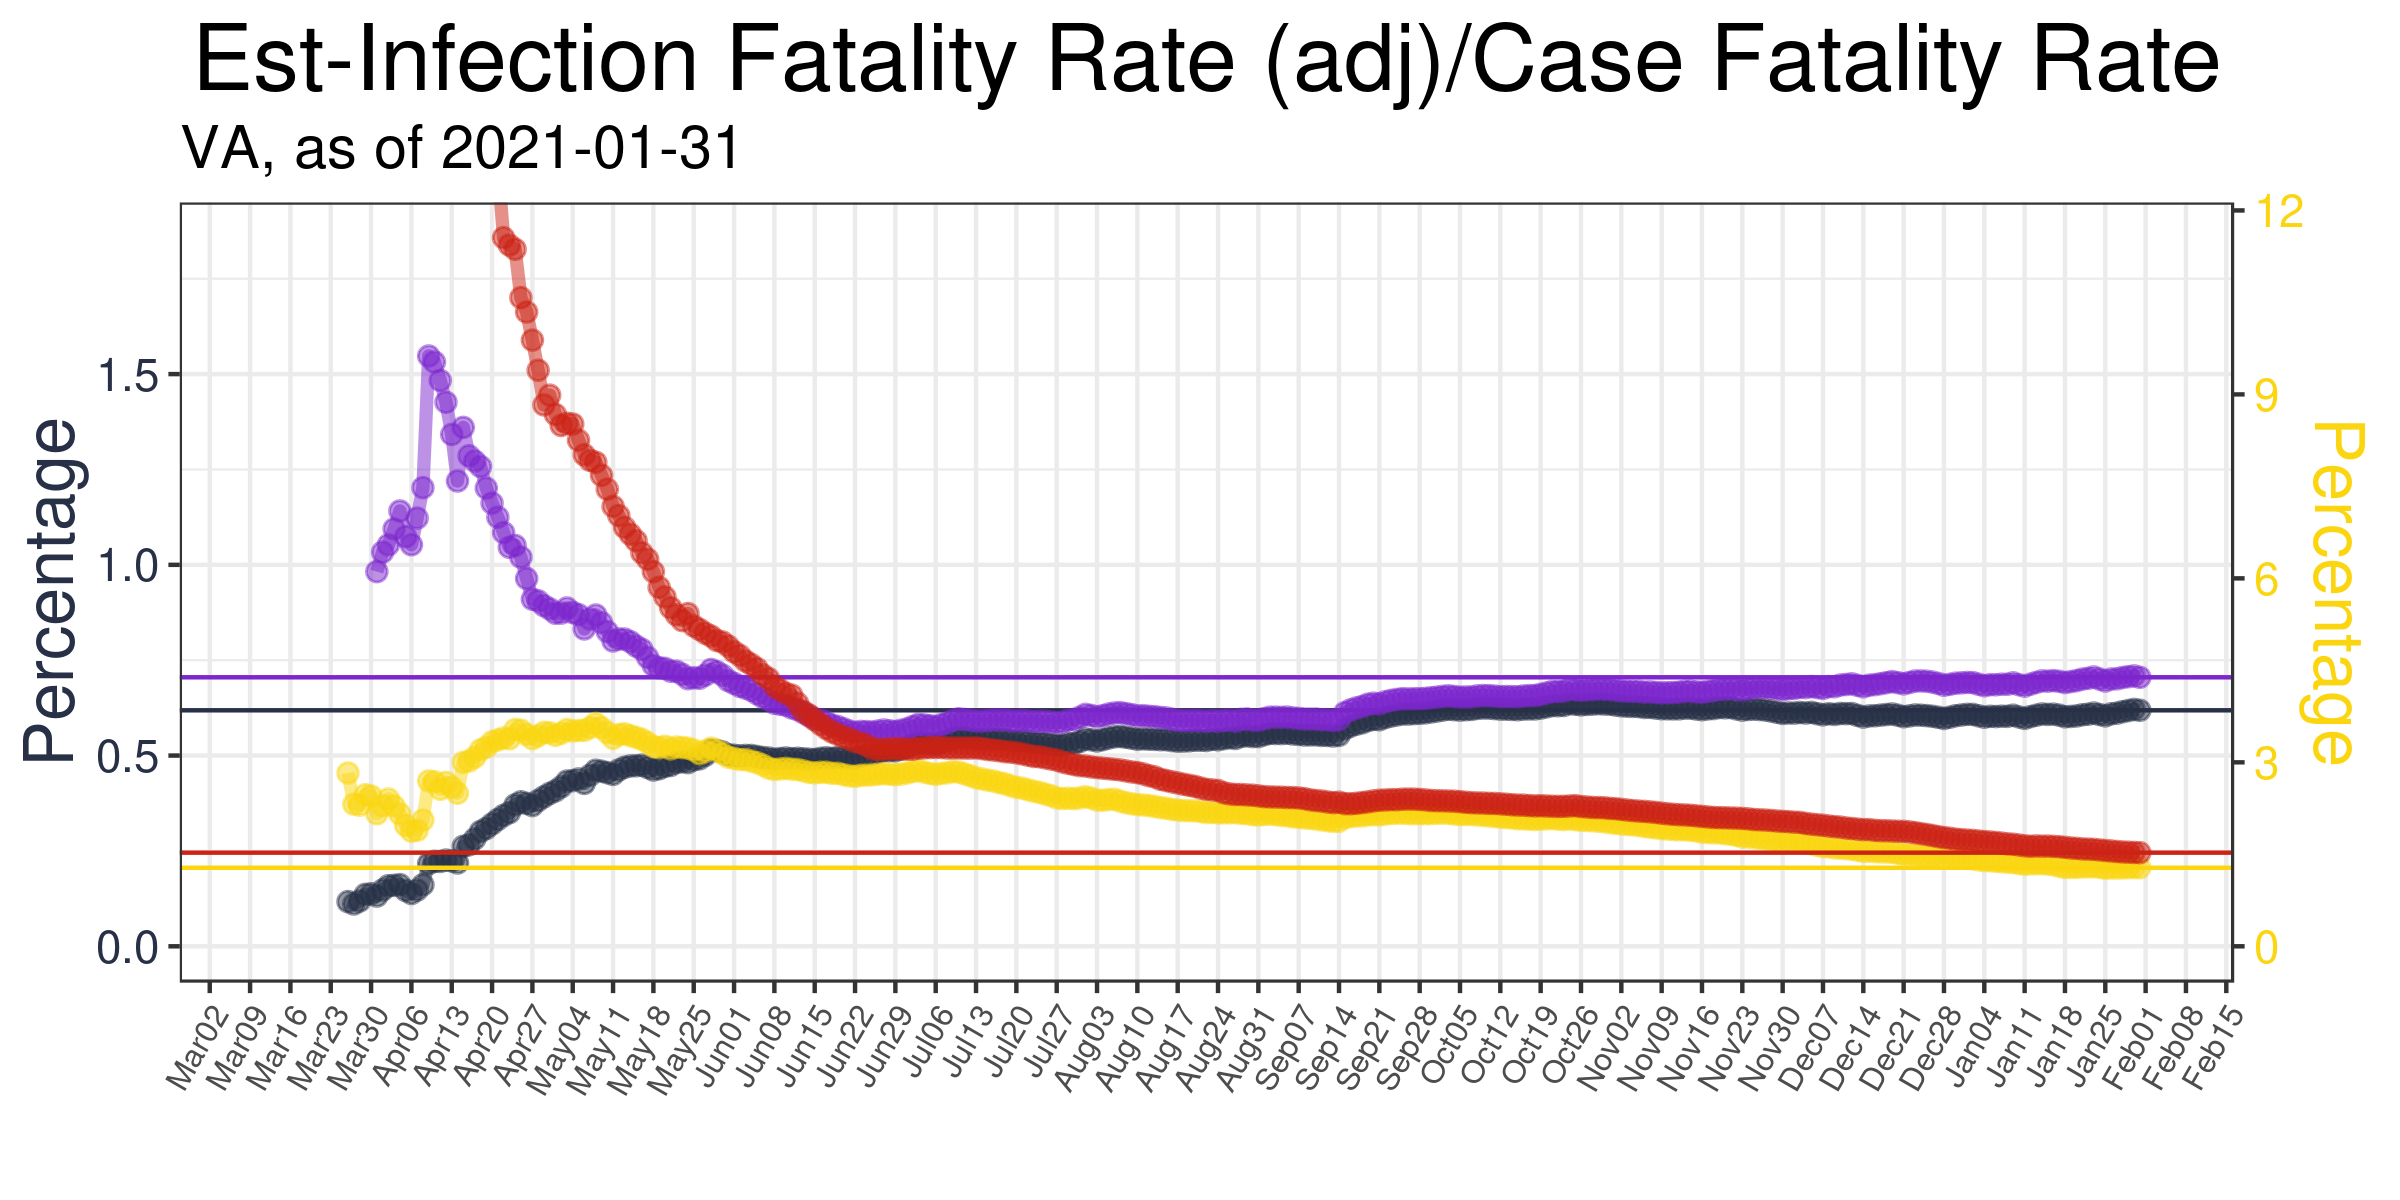 Est-Infection Fatality Rate (adj)/Case Fatality Rate
VA, as of 2021-01-31
Percentage
1.5
1.0
0.5
0.0
12
9
6
3
0
Percentage
Mar02
Mar09
Mar16
Mar23
Mar30
Apr06
Apr13
Apr20
Apr27
May04
May11
May18
May25
Jun01
Jun08
Jun15
Jun22
Jun29
Jul06
Jul13
Jul20
Jul27
Aug03
Aug10
Aug17
Aug24
Aug31
Sep07
Sep14
Sep21
Sep28
Oct05
Oct12
Oct19
Oct26
Nov02
Nov09
Nov16
Nov23
Nov30
Dec07
Dec14
Dec21
Dec28
Jan04
Jan11
Jan18
Jan25
Feb01
Feb08
Feb15